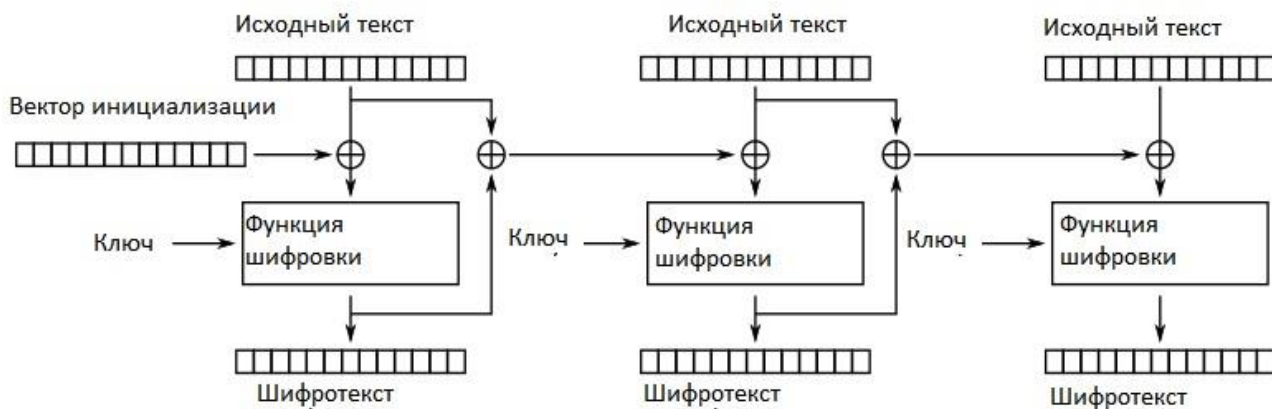 Исходный текст
Исходный текст
Исходный текст
Вектор инициализации
Ключ
Функция
шифровки
Ключ
Функция
шифровки
Ключ
Функция
шифровки
Шифротекст
Шифротекст
Шифротекст